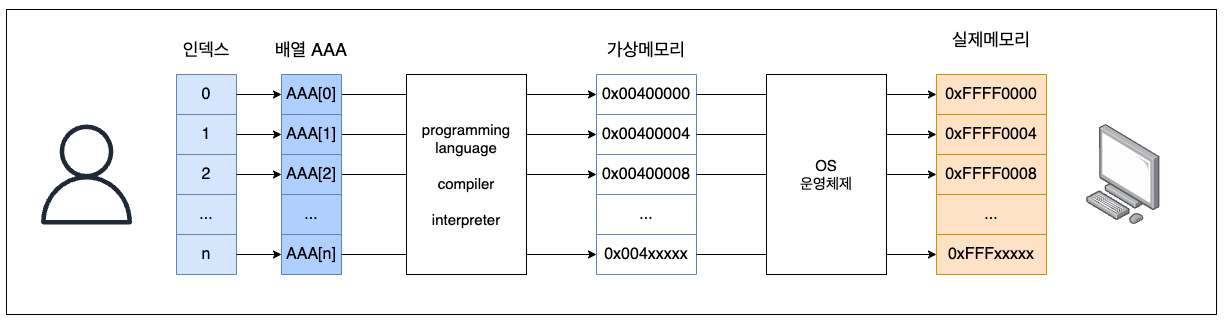 인덱스
0
1
2
...
n
배열 AAA
AAA[0]
AAA[1]
AAA[2]
...
AAA[n]
programming
language
compiler
interpreter
가상메모리
0x00400000
0x00400004
0x00400008
...
0x004xxxxx
OS
운영체제
실제메모리
0xFFFF0000
0xFFFF0004
0xFFFF0008
...
0xFFFxxxxx